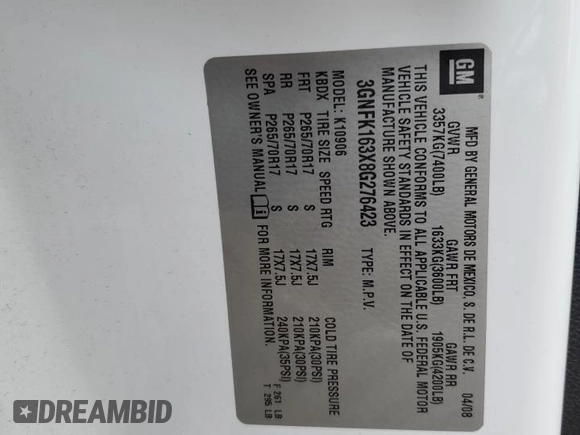 GM
MFD BY GENERAL MOTORS DE MEXICO, S. DE R.L. DE C.V. 04/08
GVWR GAWR FRT GAWR RR
3357KG(7400LB) 1633KG(3600LB) 1905KG(4200LB)
THIS VEHICLE CONFORMS TO ALL APPLICABLE U.S. FEDERAL MOTOR
VEHICLE SAFETY STANDARDS IN EFFECT ON THE DATE OF
MANUFACTURE SHOWN ABOVE.
3GNFK163X8G276423 TYPE: M.P.V.
MODEL: K10906
KBDX TIRE SIZE SPEED RTG RIM COLD TIRE PRESSURE
FRT P265/70R17 S 17X7.5J 210KPA(30PSI)
RR P265/70R17 S 17X7.5J 210KPA(30PSI)
SPA P265/70R17 S 17X7.5J 240KPA(35PSI)
SEE OWNER'S MANUAL FOR MORE INFORMATION.
F 261 LB
T 295 LB
DREAMBID